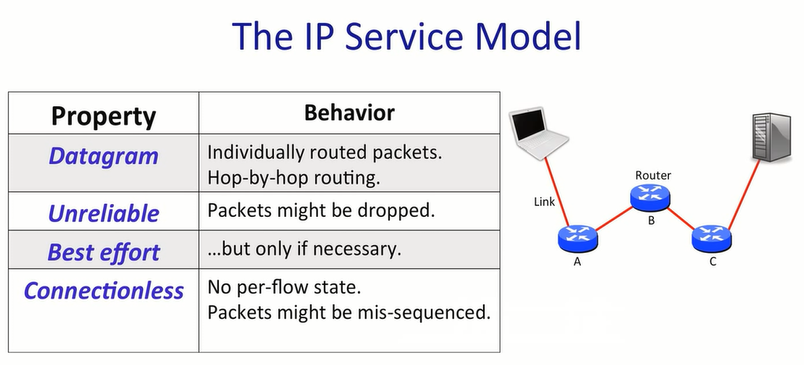 The IP Service Model
Property
Behavior
Datagram
Individually routed packets.
Hop-by-hop routing.
Unreliable
Packets might be dropped.
Best effort
…but only if necessary.
Connectionless
No per-flow state.
Packets might be mis-sequenced.
Link
Router
B
A
C